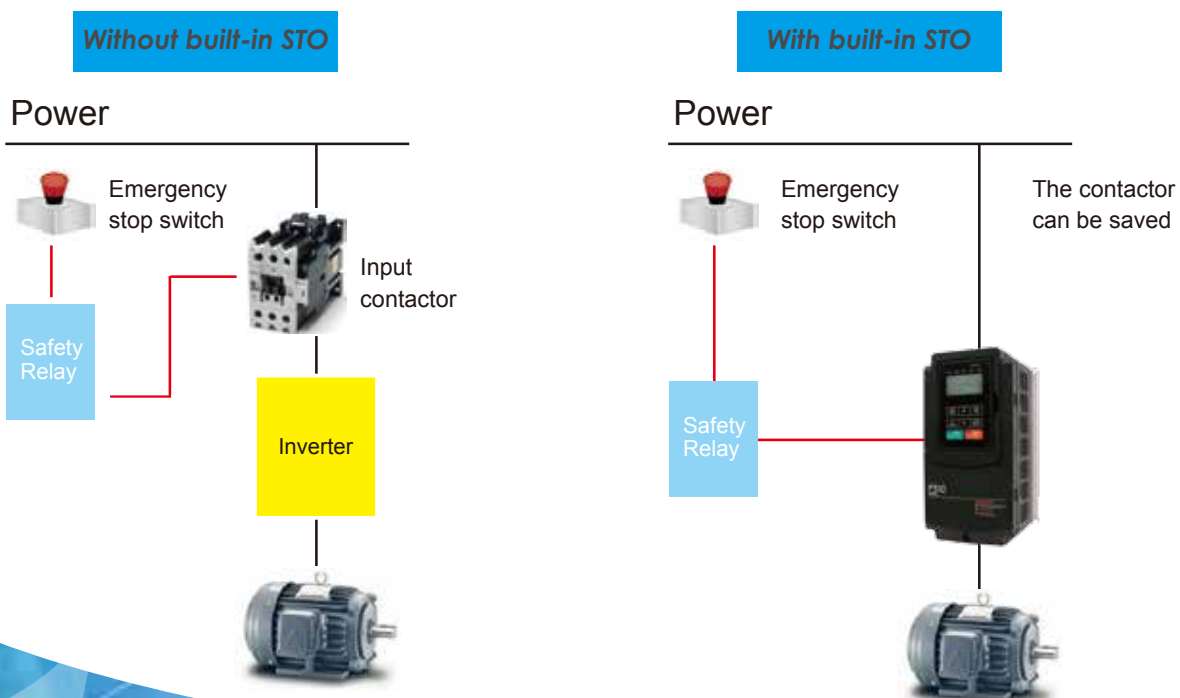 Without built-in STO
Power
Emergency
stop switch
Input
contactor
Safety
Relay
Inverter
With built-in STO
Power
Emergency
stop switch
The contactor
can be saved
Safety
Relay